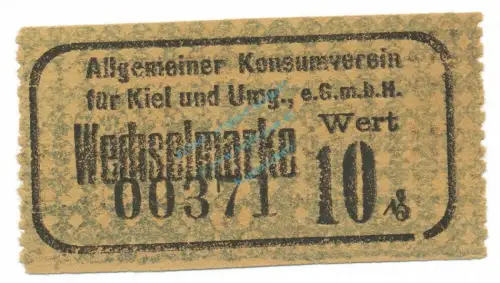 Allgemeiner Konsumverein
für Kiel und Umg., e.G.m.b.H.
Wechselmarke Wert
00371 10 ₰